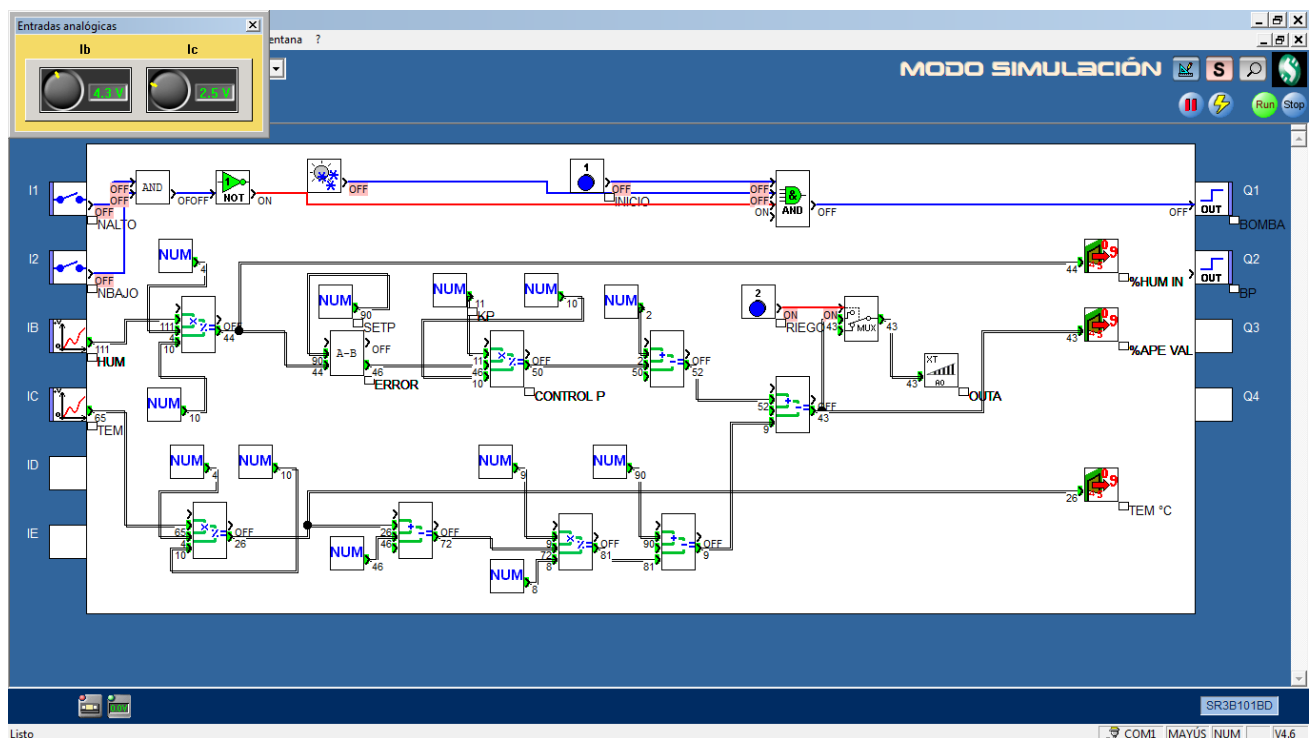 Entradas analógicas
entana ?
Ib Ic
4.3 V 2.5 V
MODO SIMULACIÓN S
Run Stop
I1
OFF
NALTO
OFF
OFF
AND
OFOFF
1
NOT
ON
OFF
1
OFF
INICIO
OFF
OFF
OFF
ON
&
AND
OFF
OFF
OUT
Q1
BOMBA
I2
OFF
NBAJO
NUM
4
44
%HUM IN
OUT
Q2
BP
IB
111
HUM
111
4
10
OFF
44
NUM
90
SETP
90
44
A-B
OFF
46
ERROR
NUM
11
KP
NUM
10
11
46
10
OFF
50
CONTROL P
NUM
2
2
50
OFF
52
2
ON
RIEGO
ON
43
MUX
43
43
%APE VAL
Q3
XT
A0
43
OUTA
IC
65
TEM
NUM
10
52
9
OFF
43
Q4
ID
NUM
4
NUM
10
NUM
9
NUM
90
26
TEM °C
IE
65
4
10
OFF
26
26
46
OFF
72
NUM
46
9
72
8
OFF
81
NUM
8
90
81
OFF
9
SR3B101BD
Listo
COM1 MAYÚS NUM V4.6